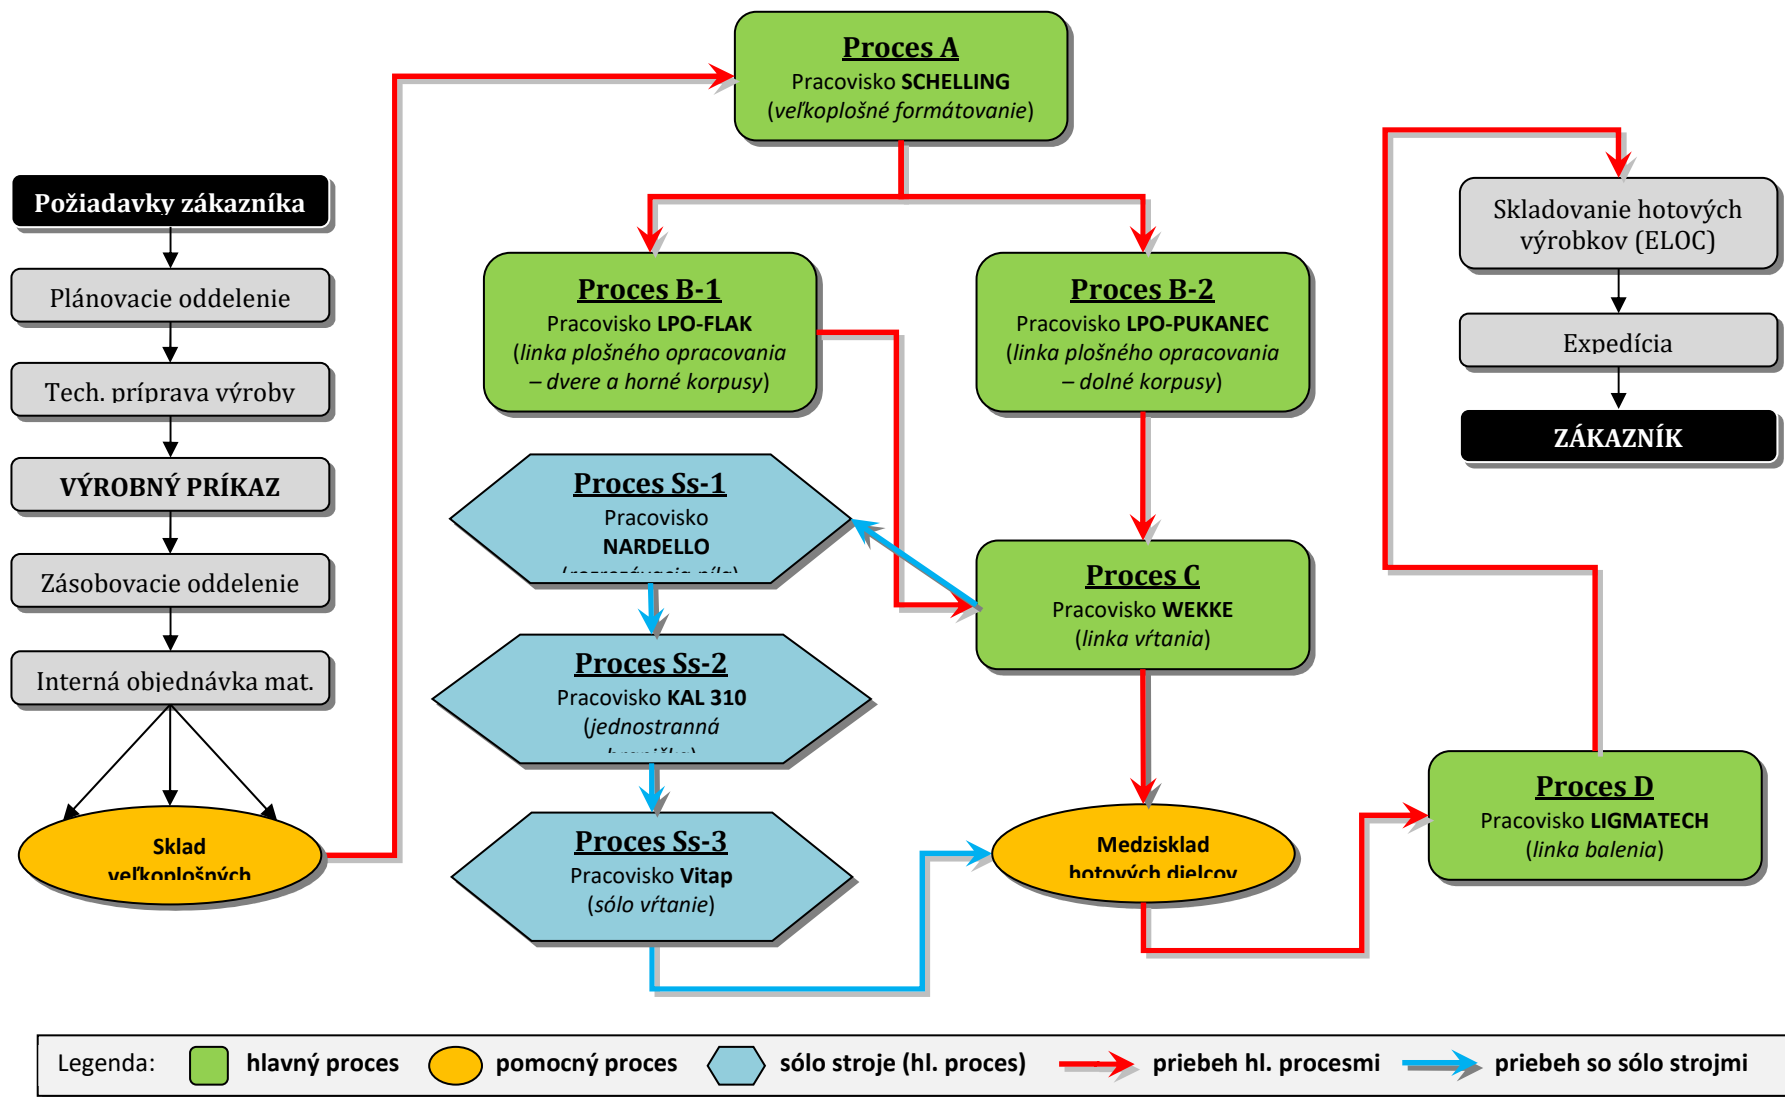 Požiadavky zákazníka
Plánovacie oddelenie
Tech. príprava výroby
VÝROBNÝ PRÍKAZ
Zásobovacie oddelenie
Interná objednávka mat.
Sklad
veľkoplošných
Proces A
Pracovisko SCHELLING
(veľkoplošné formátovanie)
Proces B-1
Pracovisko LPO-FLAK
(linka plošného opracovania
– dvere a horné korpusy)
Proces B-2
Pracovisko LPO-PUKANEC
(linka plošného opracovania
– dolné korpusy)
Proces Ss-1
Pracovisko
NARDELLO
Proces C
Pracovisko WEKKE
(linka vŕtania)
Proces Ss-2
Pracovisko KAL 310
(jednostranná
Proces Ss-3
Pracovisko Vitap
(sólo vŕtanie)
Medzisklad
hotových dielcov
Proces D
Pracovisko LIGMATECH
(linka balenia)
Skladovanie hotových
výrobkov (ELOC)
Expedícia
ZÁKAZNÍK
Legenda: hlavný proces pomocný proces sólo stroje (hl. proces) priebeh hl. procesmi priebeh so sólo strojmi